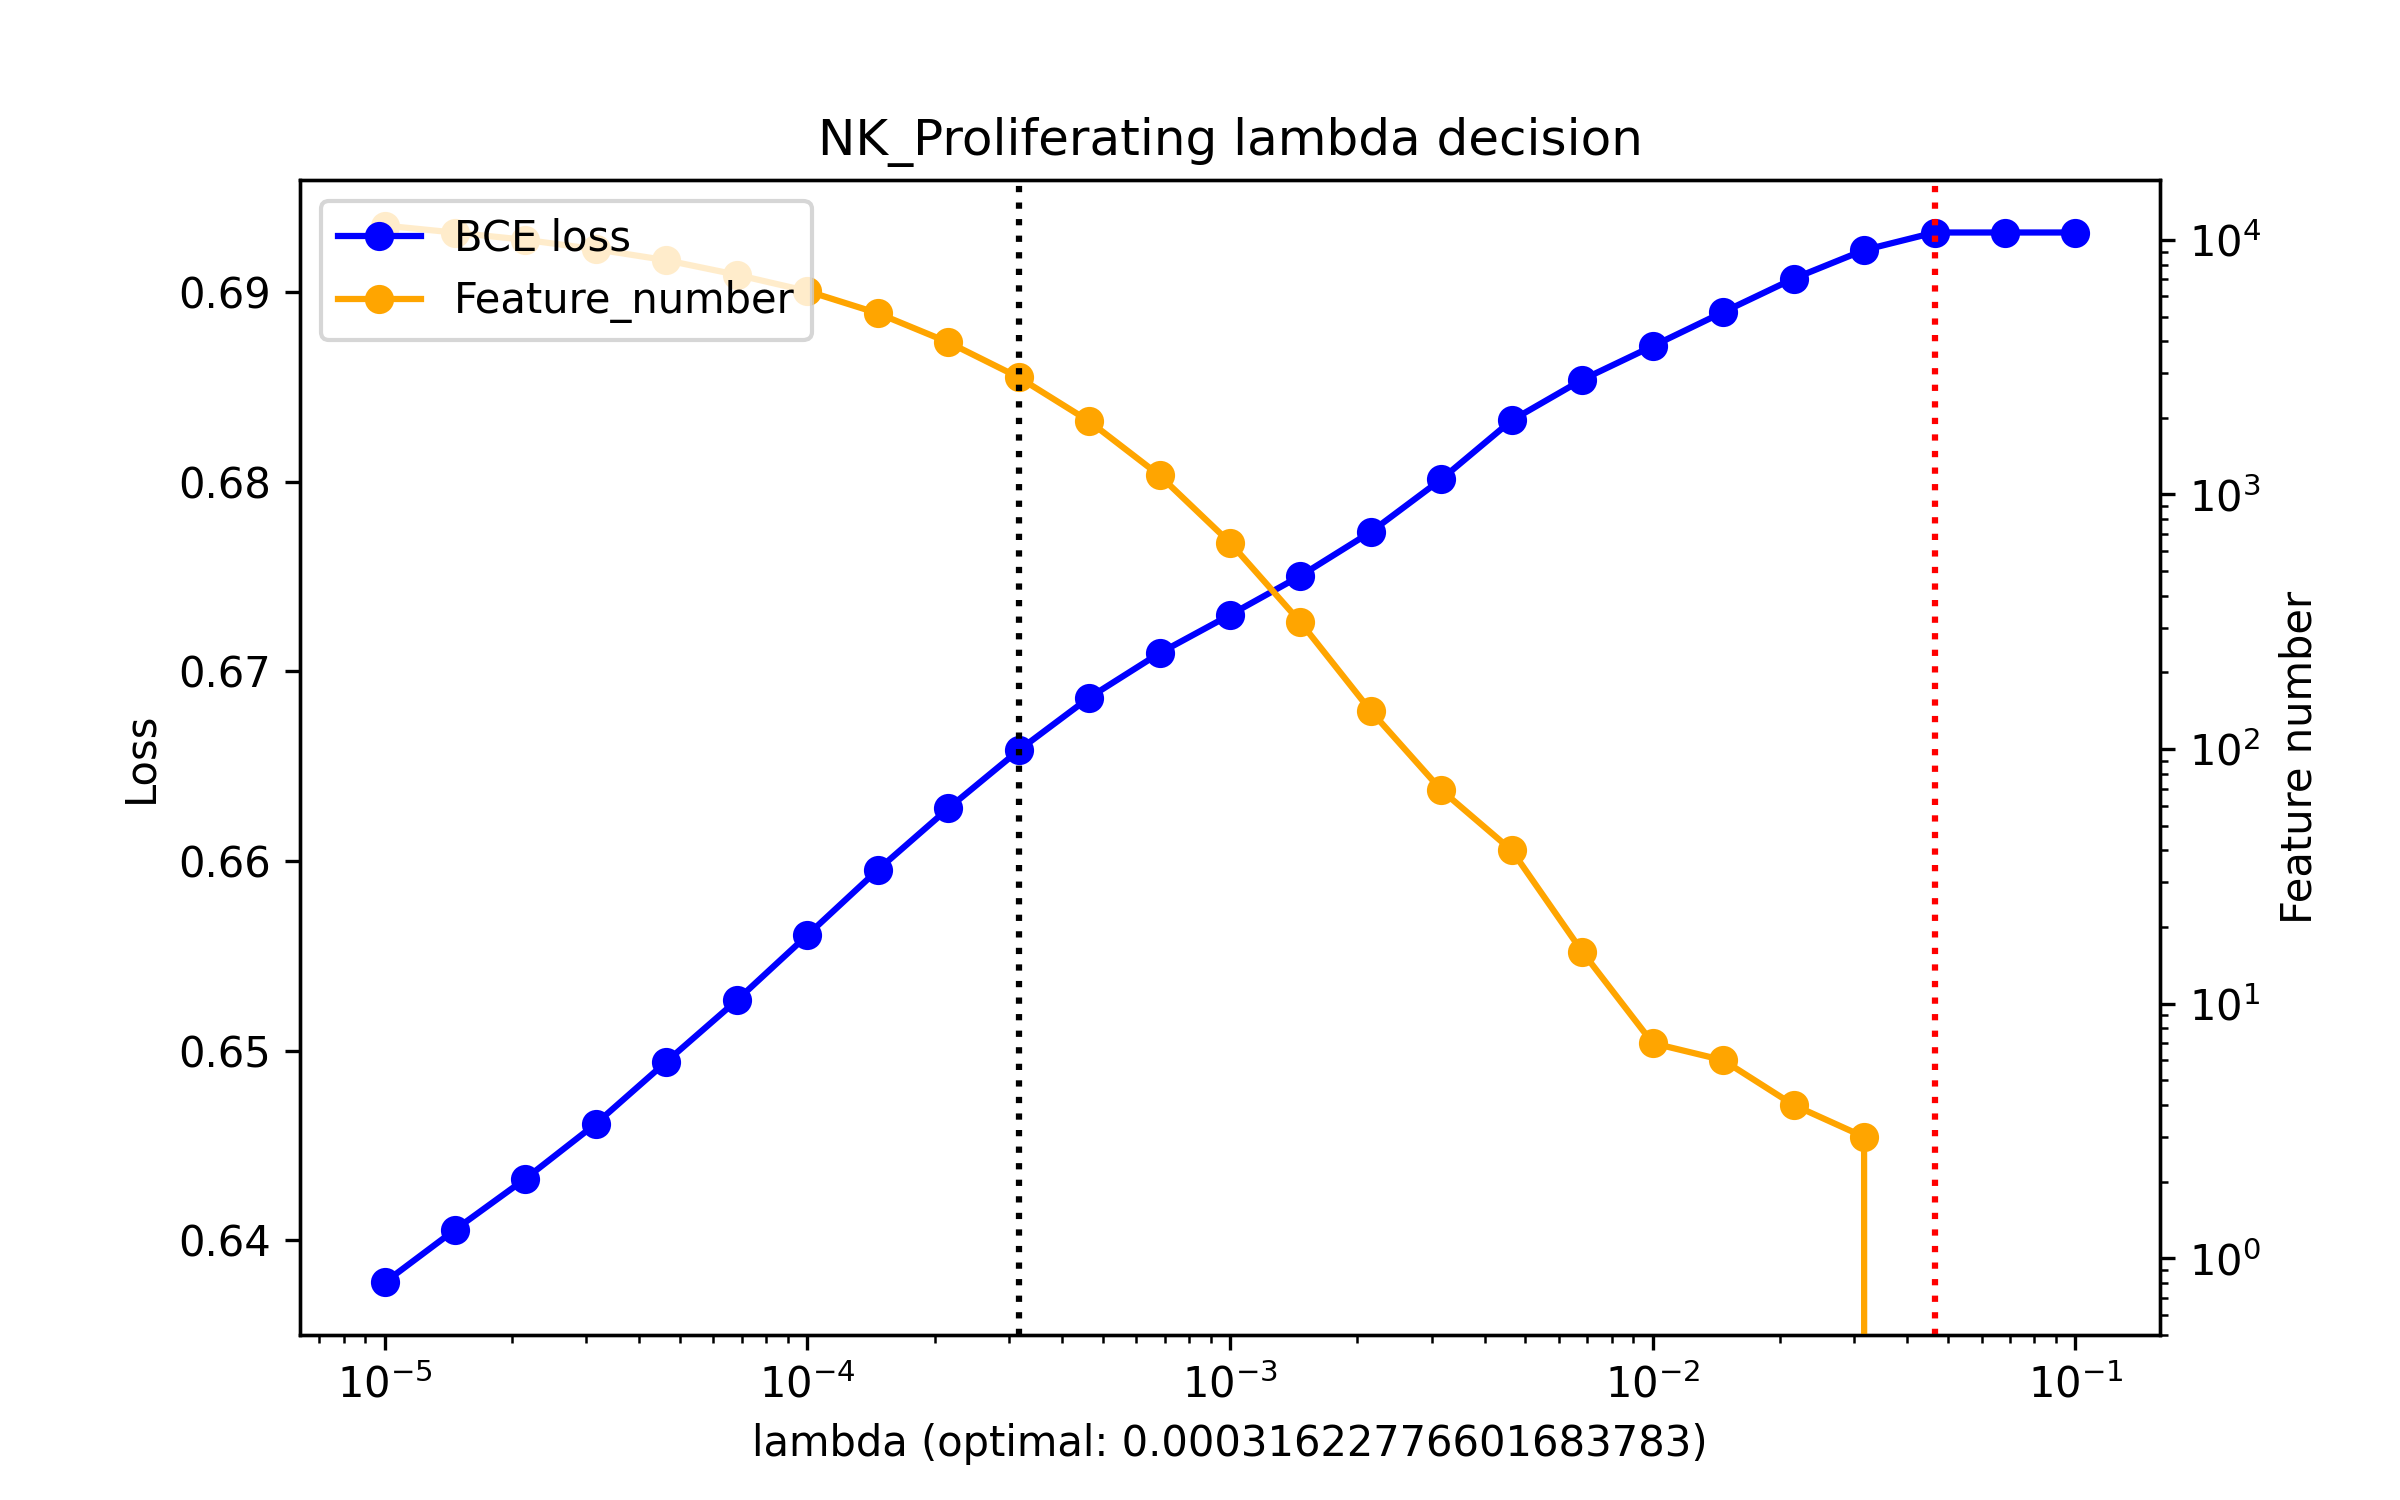 NK_Proliferating lambda decision
BCE loss
Feature_number
0.69
0.68
0.67
0.66
0.65
0.64
Loss
10⁴
10³
10²
10¹
10⁰
Feature number
10⁻⁵
10⁻⁴
10⁻³
10⁻²
10⁻¹
lambda (optimal: 0.00031622776601683783)